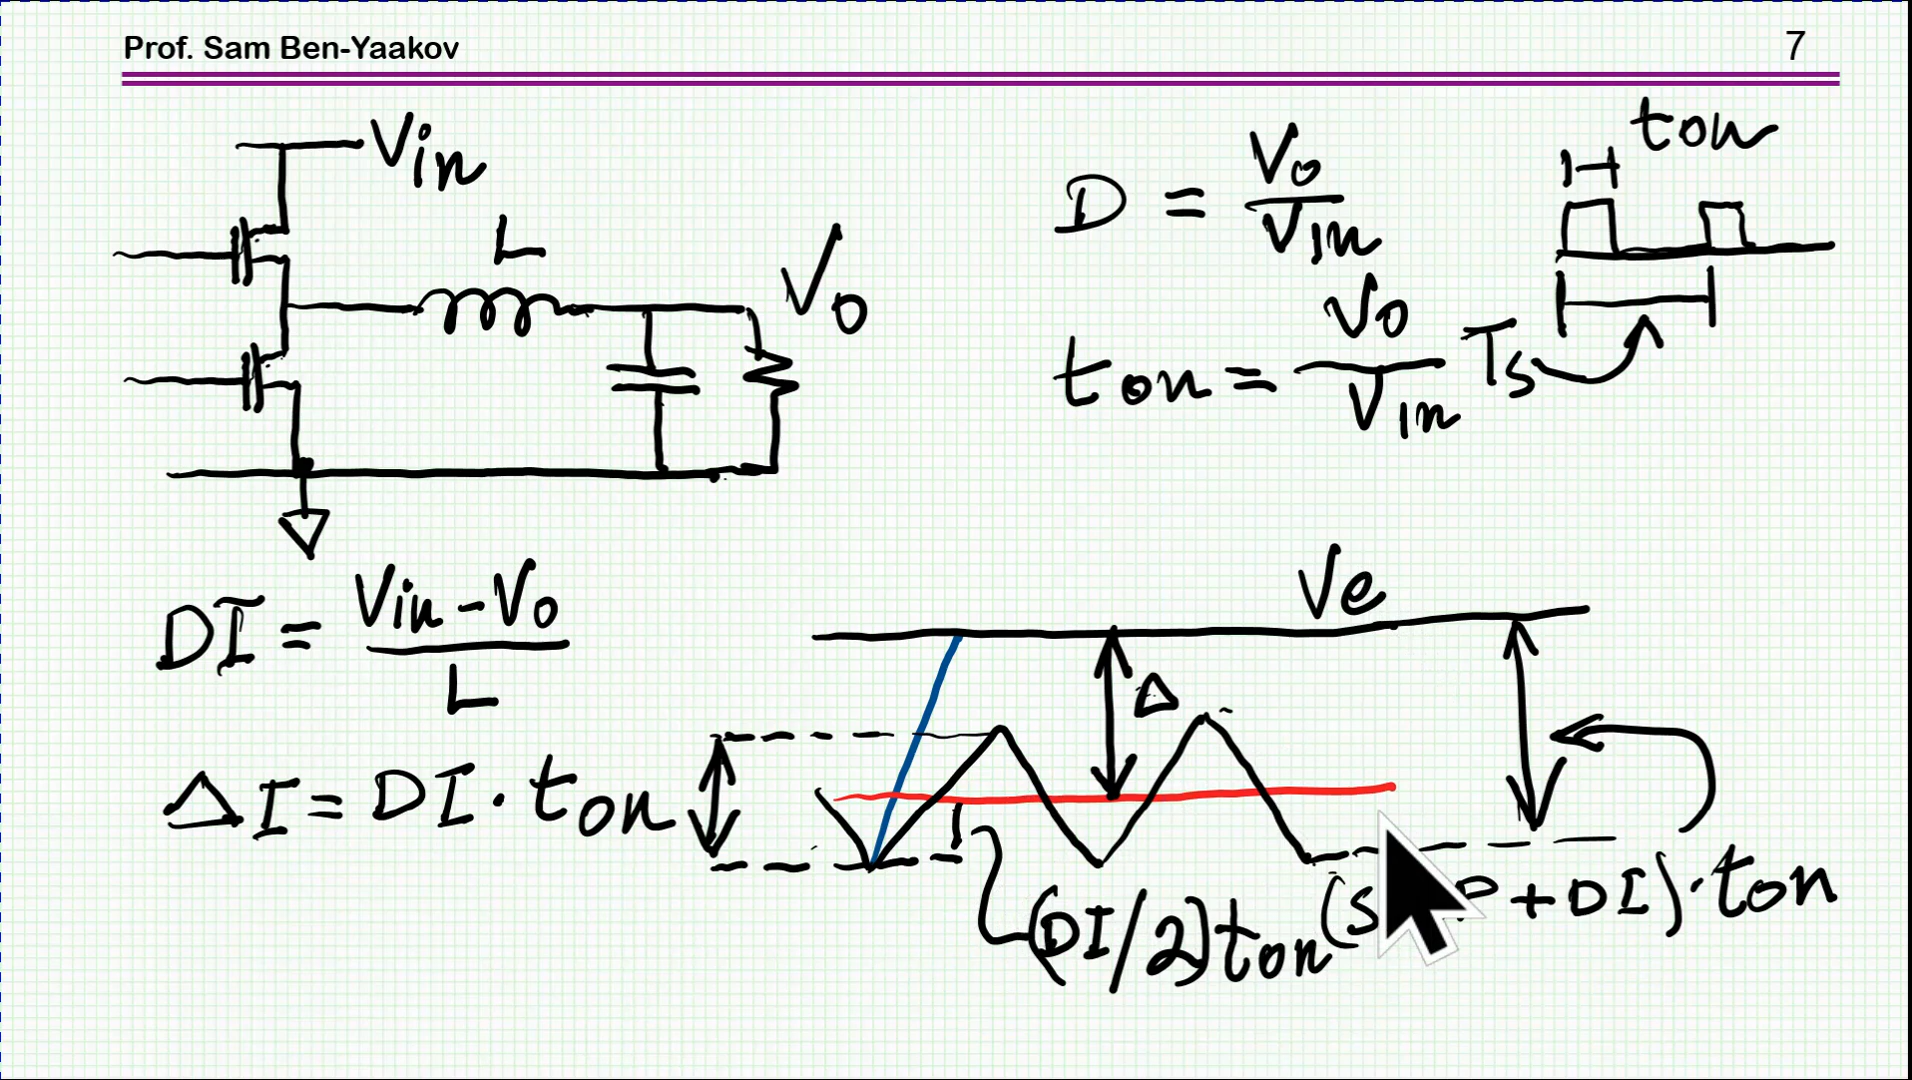 Prof. Sam Ben-Yaakov
7
Vin
L
Vo
D = Vo / Vin
ton
ton = Vo / Vin Ts
DI = Vin - Vo / L
ΔI = DI · ton
Ve
Δ
(DI/2) ton
(S P + DI) · ton